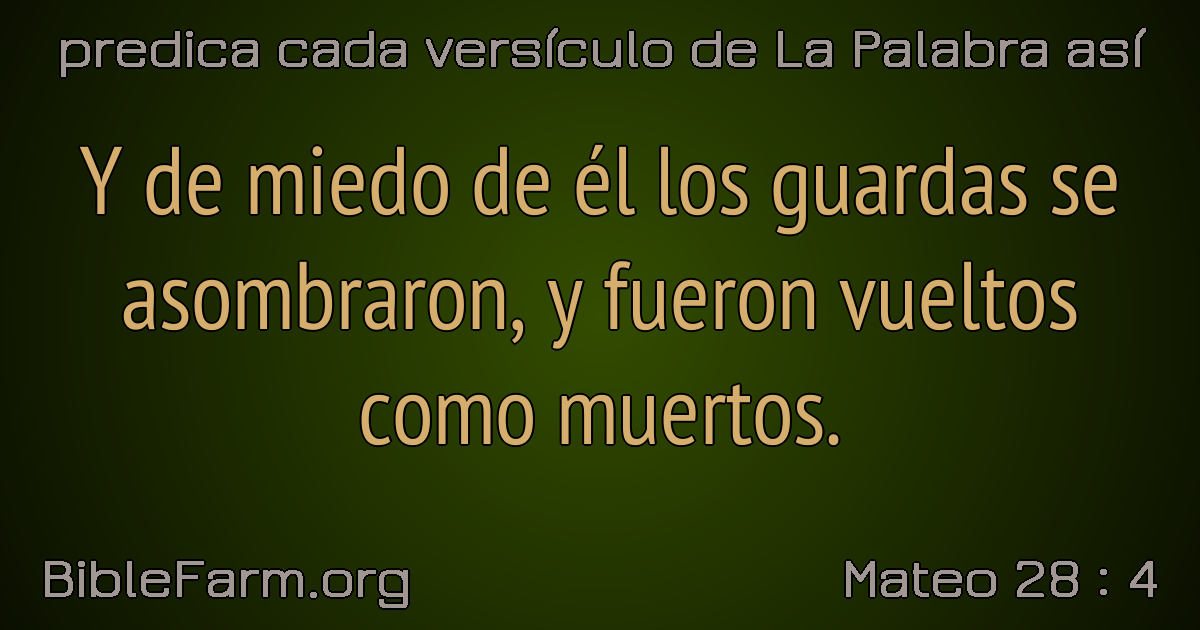 predica cada versículo de La Palabra así
Y de miedo de él los guardas se
asombraron, y fueron vueltos
como muertos.
BibleFarm.org
Mateo 28 : 4